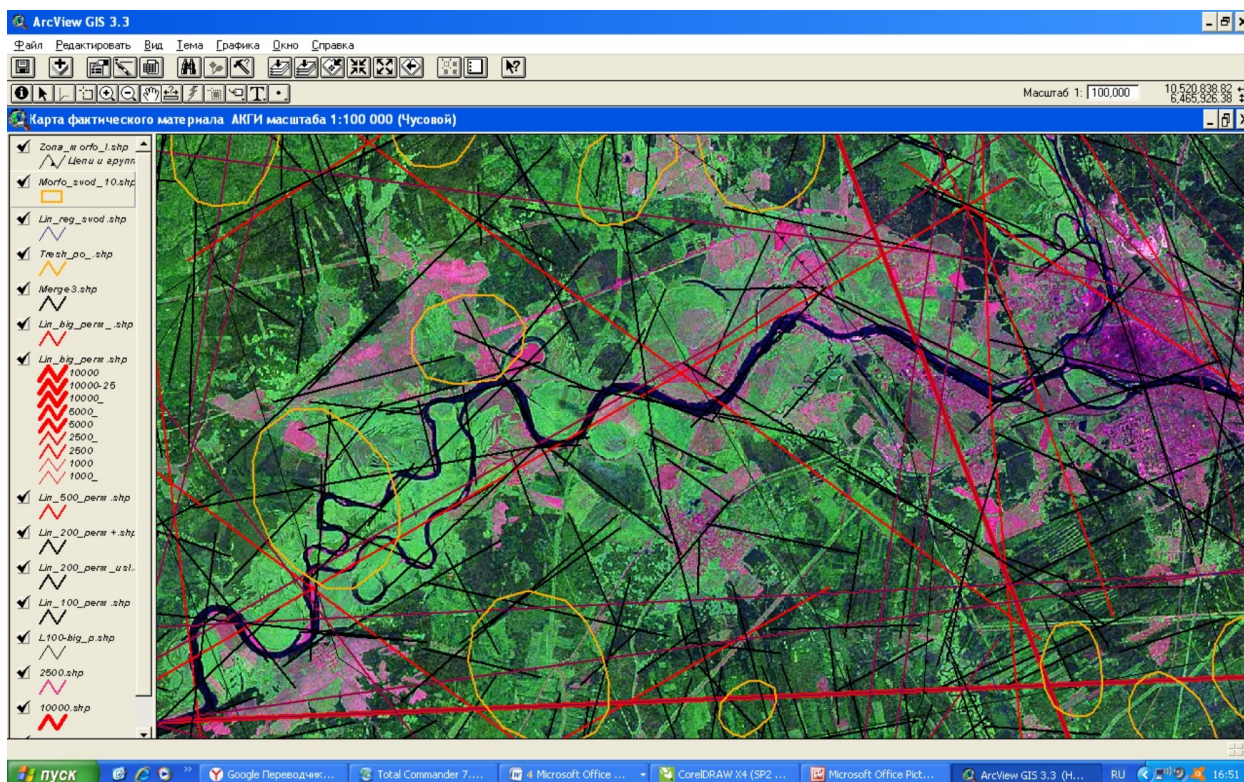 ArcView GIS 3.3
Файл Редактировать Вид Тема Графика Окно Справка
Масштаб 1: 100,000
10,520,838.82
6,465,926.38
Карта фактического материала АКГИ масштаба 1:100 000 (Чусовой)
Zona_morfo_l.shp
Цепи и групп
Morfo_svod_10.shp
Lin_reg_svod.shp
Tresh_po_.shp
Merge3.shp
Lin_big_perm_.shp
Lin_big_perm.shp
10000
10000-25
10000_
5000_
5000
2500_
2500
1000
1000_
Lin_500_perm.shp
Lin_200_perm+.shp
Lin_200_perm_usl.
Lin_100_perm.shp
L100-big_p.shp
2500.shp
10000.shp
пуск
Google Переводчик...
Total Commander 7....
4 Microsoft Office ...
CorelDRAW X4 (SP2 ...
Microsoft Office Pict...
ArcView GIS 3.3 (Н...
RU
16:51